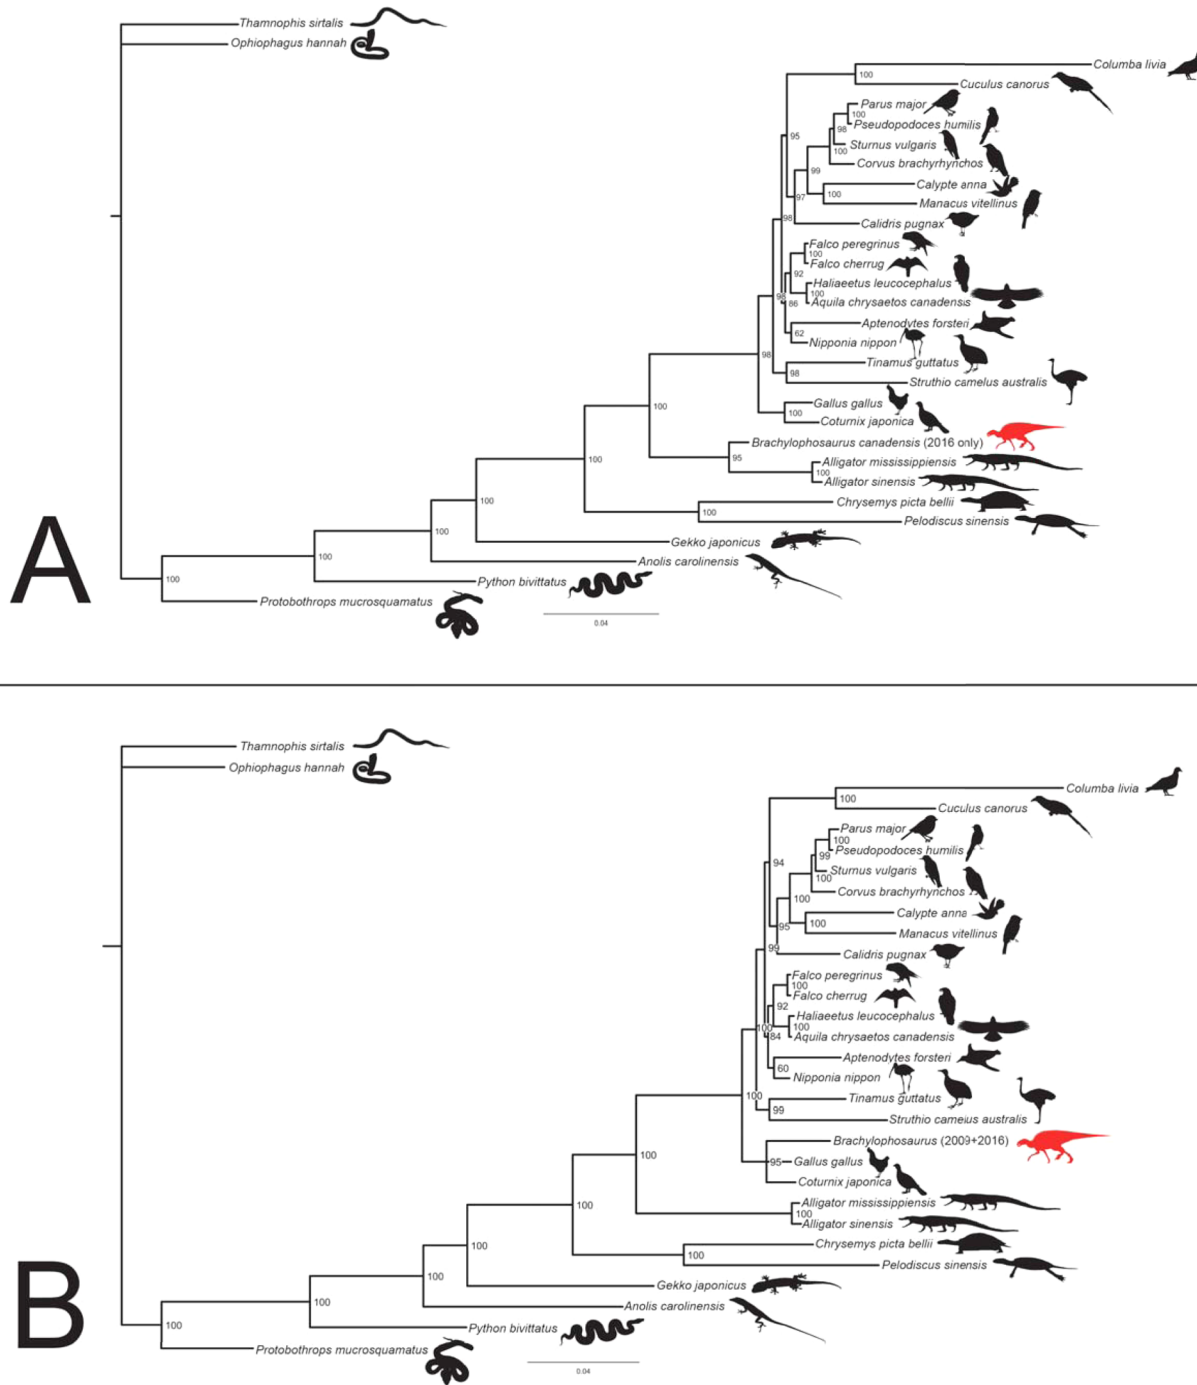 Thamnophis sirtalis
Ophiophagus hannah
Columba livia
100
Cuculus canorus
Parus major
100
Pseudopodoces humilis
98
95
Sturnus vulgaris
100
Corvus brachyrhynchos
99
Calypte anna
100
97
Manacus vitellinus
98
Calidris pugnax
Falco peregrinus
100
Falco cherrug
92
Haliaeetus leucocephalus
100
98
86
Aquila chrysaetos canadensis
Aptenodytes forsteri
62
Nipponia nippon
98
Tinamus guttatus
98
Struthio camelus australis
Gallus gallus
100
100
Coturnix japonica
Brachylophosaurus canadensis (2016 only)
95
100
Alligator mississippiensis
100
Alligator sinensis
100
Chrysemys picta bellii
100
Pelodiscus sinensis
100
Gekko japonicus
100
Anolis carolinensis
100
Python bivittatus
Protobothrops mucrosquamatus
A
0.04
Thamnophis sirtalis
Ophiophagus hannah
Columba livia
100
Cuculus canorus
Parus major
100
Pseudopodoces humilis
99
94
Sturnus vulgaris
100
Corvus brachyrhynchos
100
Calypte anna
100
95
Manacus vitellinus
99
Calidris pugnax
Falco peregrinus
100
Falco cherrug
92
Haliaeetus leucocephalus
100
100
84
Aquila chrysaetos canadensis
Aptenodytes forsteri
60
Nipponia nippon
100
Tinamus guttatus
99
Struthio camelus australis
Brachylophosaurus (2009+2016)
100
95
Gallus gallus
Coturnix japonica
Alligator mississippiensis
100
100
Alligator sinensis
Chrysemys picta bellii
100
100
Pelodiscus sinensis
100
Gekko japonicus
100
Anolis carolinensis
100
Python bivittatus
Protobothrops mucrosquamatus
B
0.04